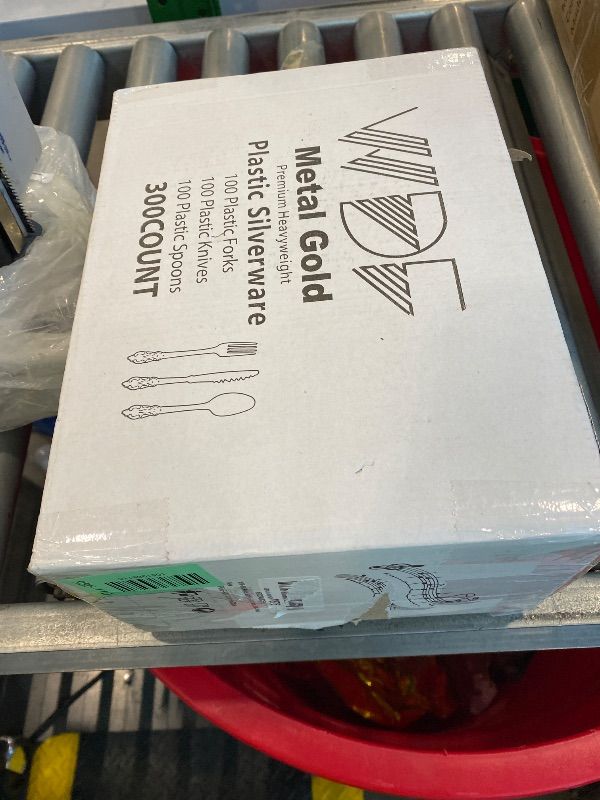 WDF
Metal Gold
Premium Heavyweight
Plastic Silverware
100 Plastic Forks
100 Plastic Knives
100 Plastic Spoons
300COUNT